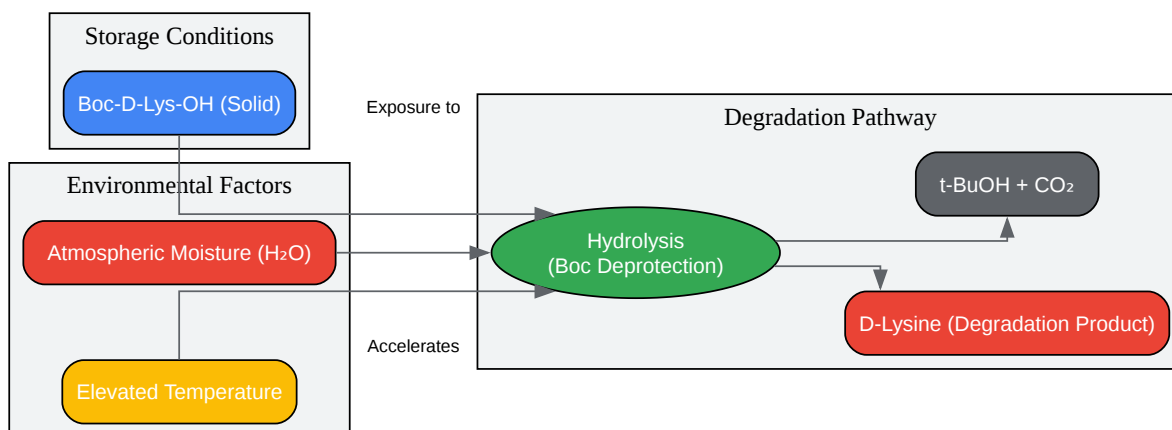 Storage Conditions
Boc-D-Lys-OH (Solid)
Exposure to
Degradation Pathway
Environmental Factors
t-BuOH + CO₂
Atmospheric Moisture (H₂O)
Hydrolysis
(Boc Deprotection)
D-Lysine (Degradation Product)
Accelerates
Elevated Temperature